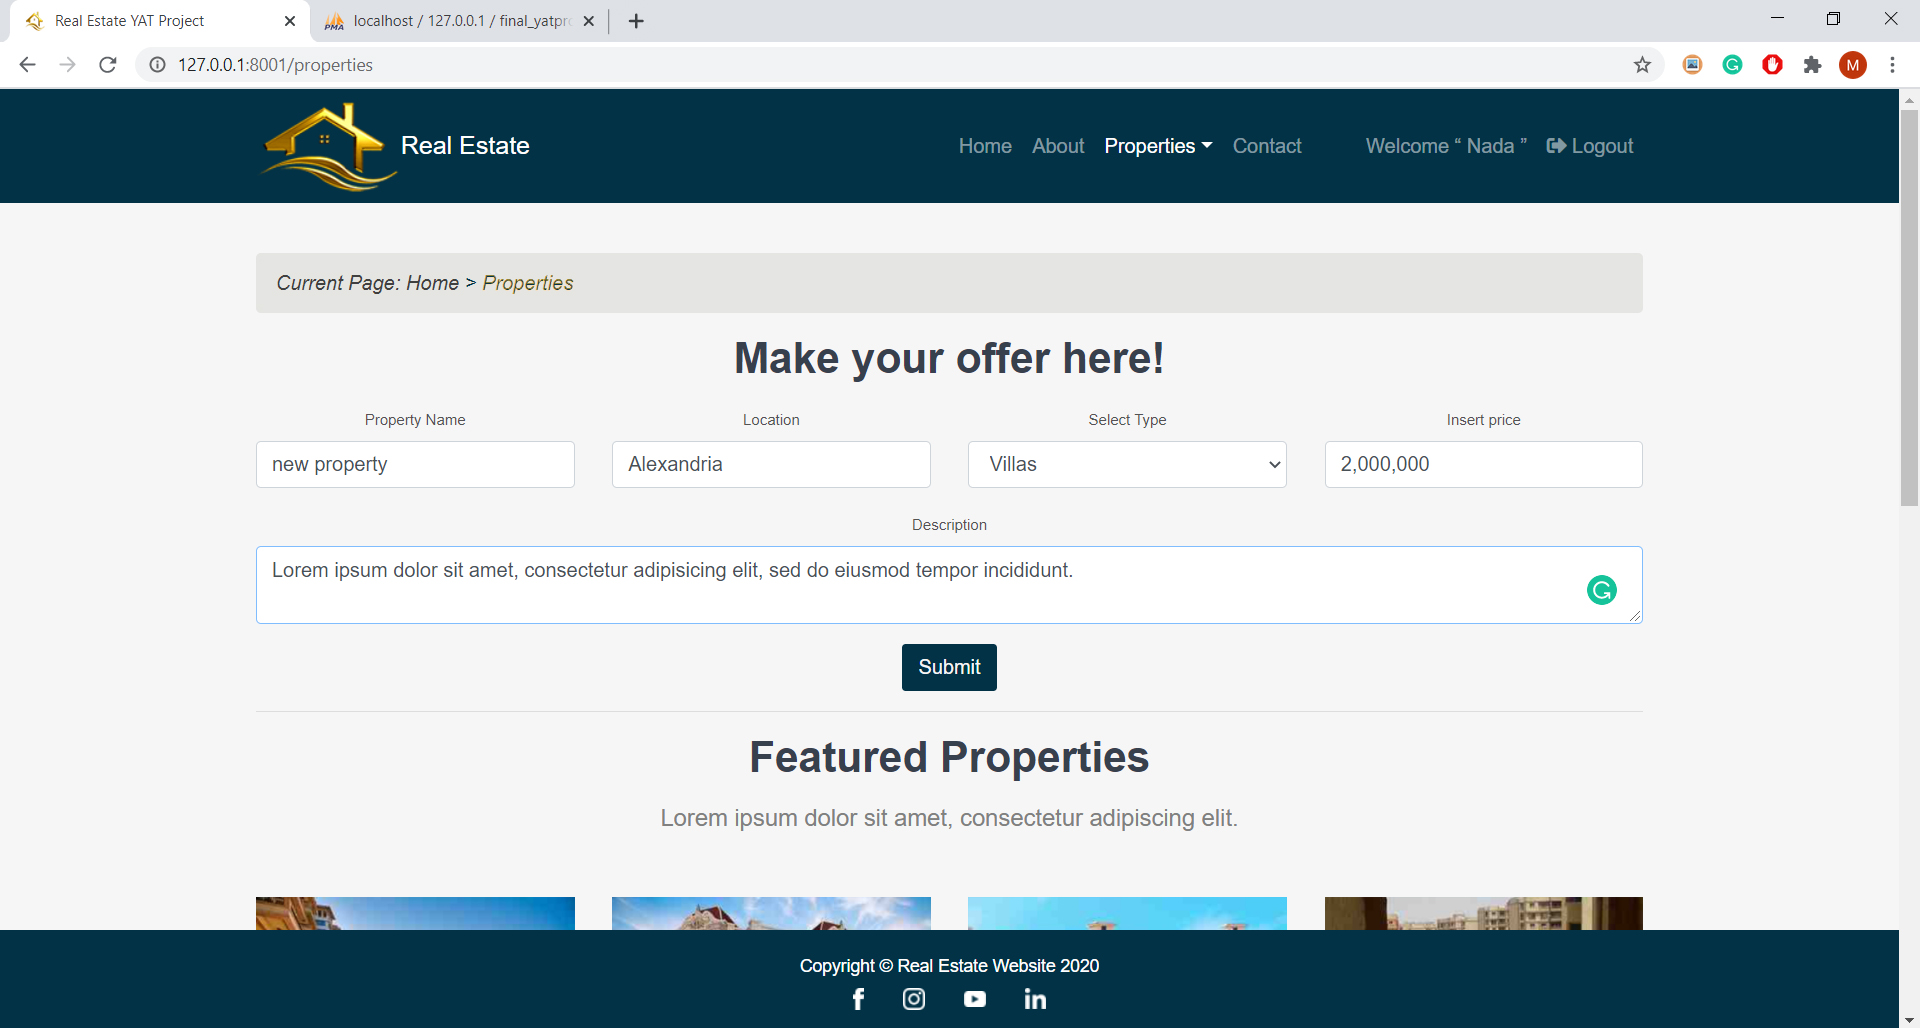 Real Estate YAT Project
localhost / 127.0.0.1 / final_yatpro
127.0.0.1:8001/properties
M
Real Estate
Home About Properties Contact Welcome “ Nada ” Logout
Current Page: Home > Properties
Make your offer here!
Property Name Location Select Type Insert price
new property Alexandria Villas 2,000,000
Description
Lorem ipsum dolor sit amet, consectetur adipisicing elit, sed do eiusmod tempor incididunt.
Submit
Featured Properties
Lorem ipsum dolor sit amet, consectetur adipiscing elit.
Copyright © Real Estate Website 2020